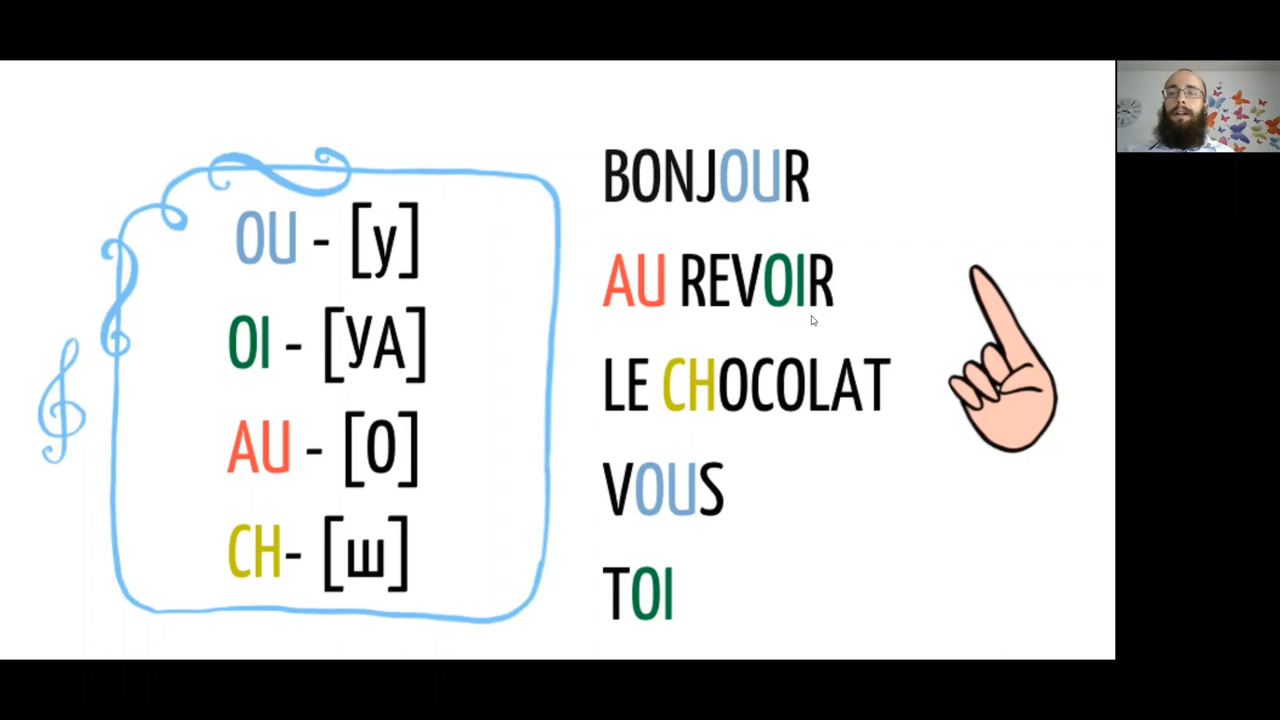 OU - [у]
OI - [УА]
AU - [О]
CH- [ш]
BONJOUR
AU REVOIR
LE CHOCOLAT
VOUS
TOI